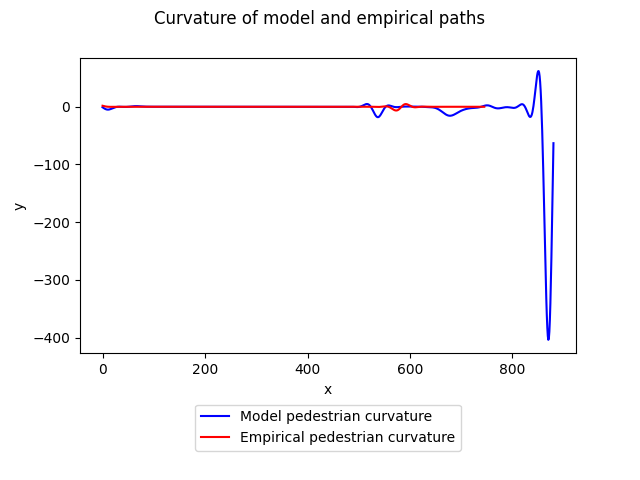 Curvature of model and empirical paths
0
−100
−200
−300
−400
y
0 200 400 600 800
x
Model pedestrian curvature
Empirical pedestrian curvature